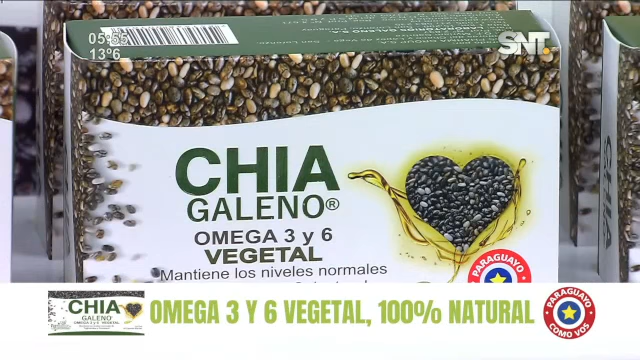 05:55
13°6
SNT.
CHIA
GALENO®
OMEGA 3 y 6
VEGETAL
Mantiene los niveles normales
PARAGUAYO
CHIA
GALENO
OMEGA 3 y 6 VEGETAL
OMEGA 3 Y 6 VEGETAL, 100% NATURAL
PARAGUAYO
COMO VOS